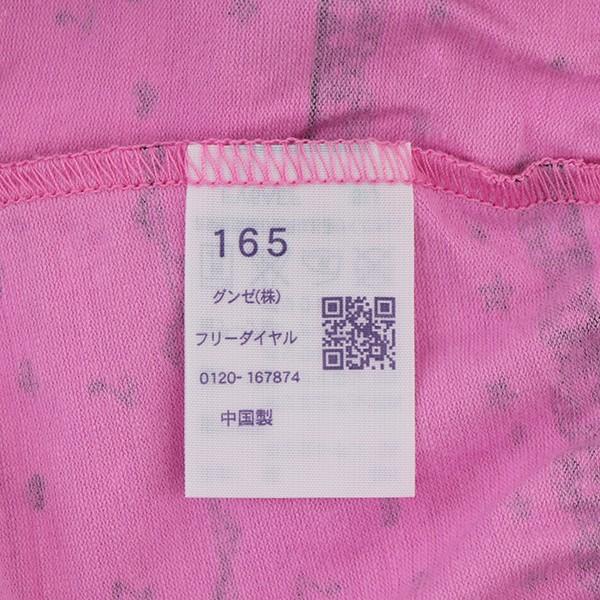 165
グンゼ(株)
フリーダイヤル
0120-167874
中国製